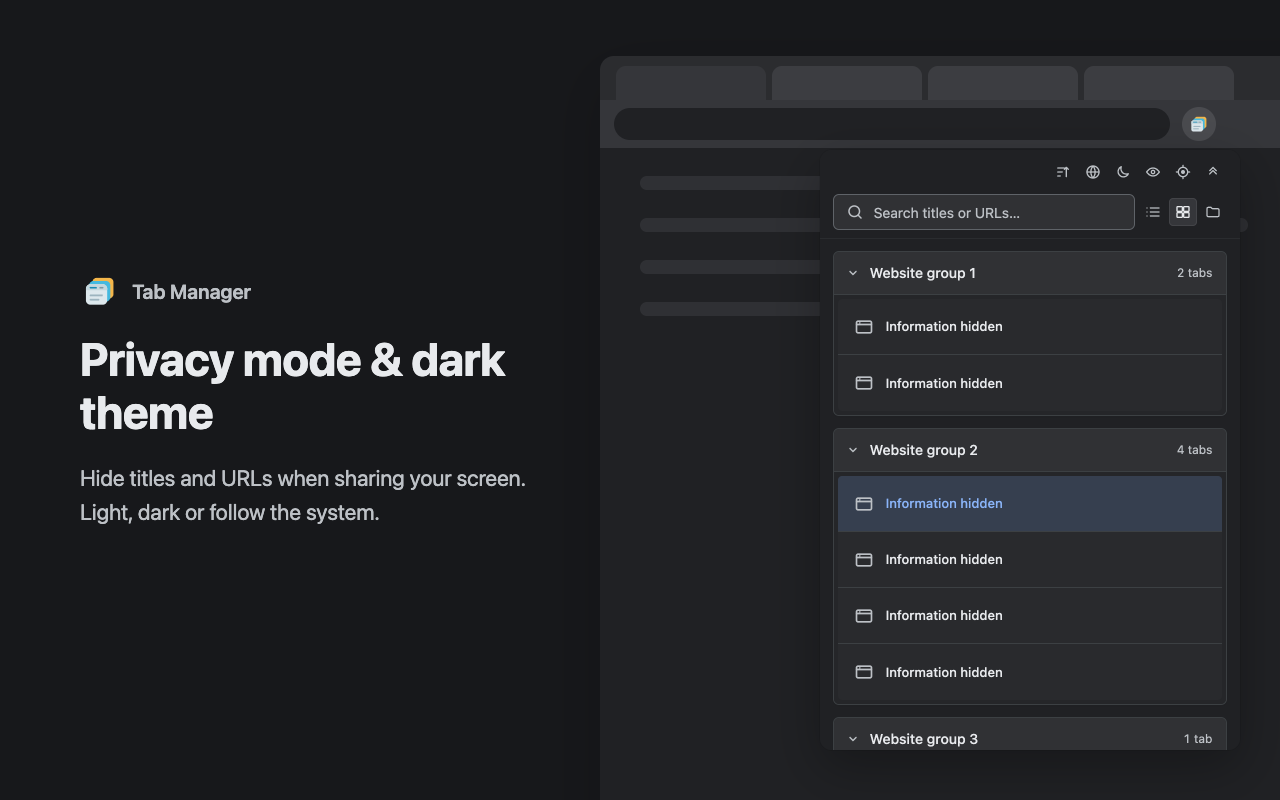 Tab Manager
Privacy mode & dark
theme
Hide titles and URLs when sharing your screen.
Light, dark or follow the system.
Search titles or URLs...
Website group 1
2 tabs
Information hidden
Information hidden
Website group 2
4 tabs
Information hidden
Information hidden
Information hidden
Information hidden
Website group 3
1 tab